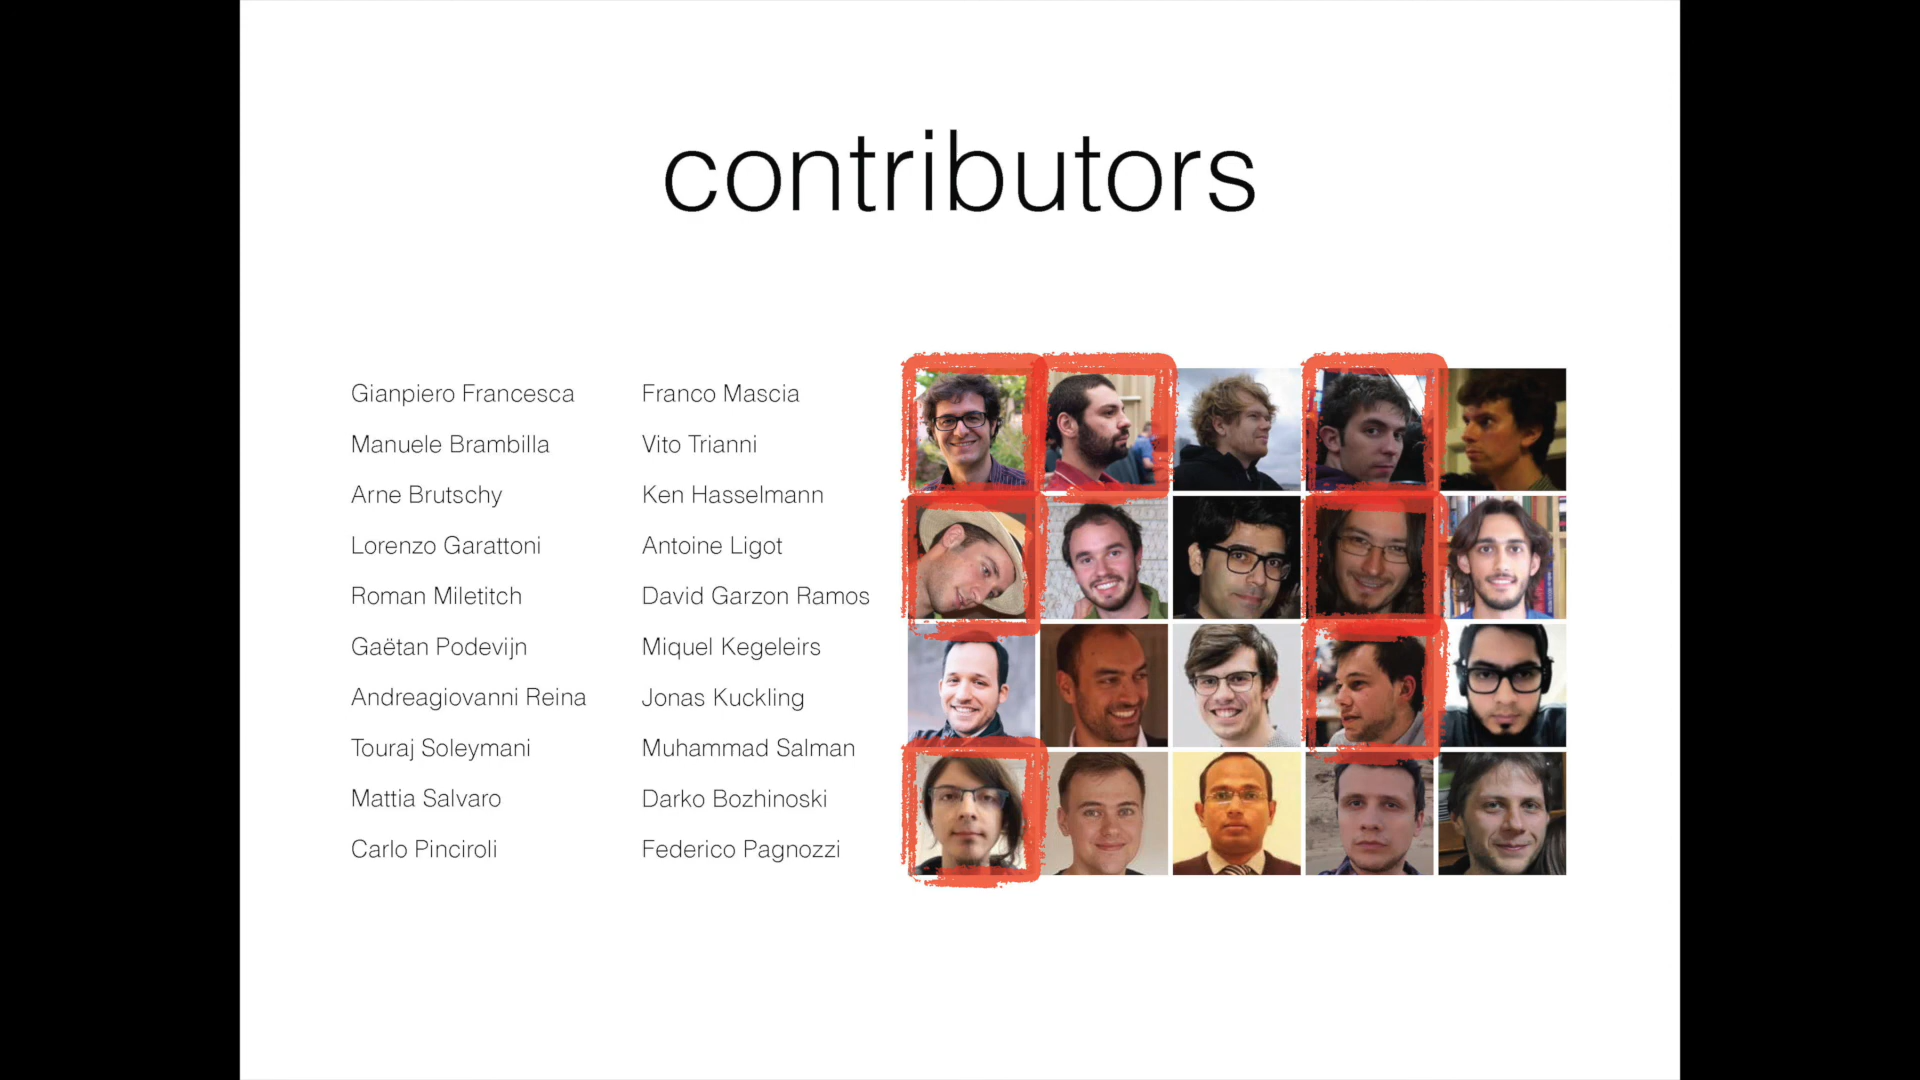 contributors
Gianpiero Francesca
Manuele Brambilla
Arne Brutschy
Lorenzo Garattoni
Roman Miletitch
Gaëtan Podevijn
Andreagiovanni Reina
Touraj Soleymani
Mattia Salvaro
Carlo Pinciroli
Franco Mascia
Vito Trianni
Ken Hasselmann
Antoine Ligot
David Garzon Ramos
Miquel Kegeleirs
Jonas Kuckling
Muhammad Salman
Darko Bozhinoski
Federico Pagnozzi